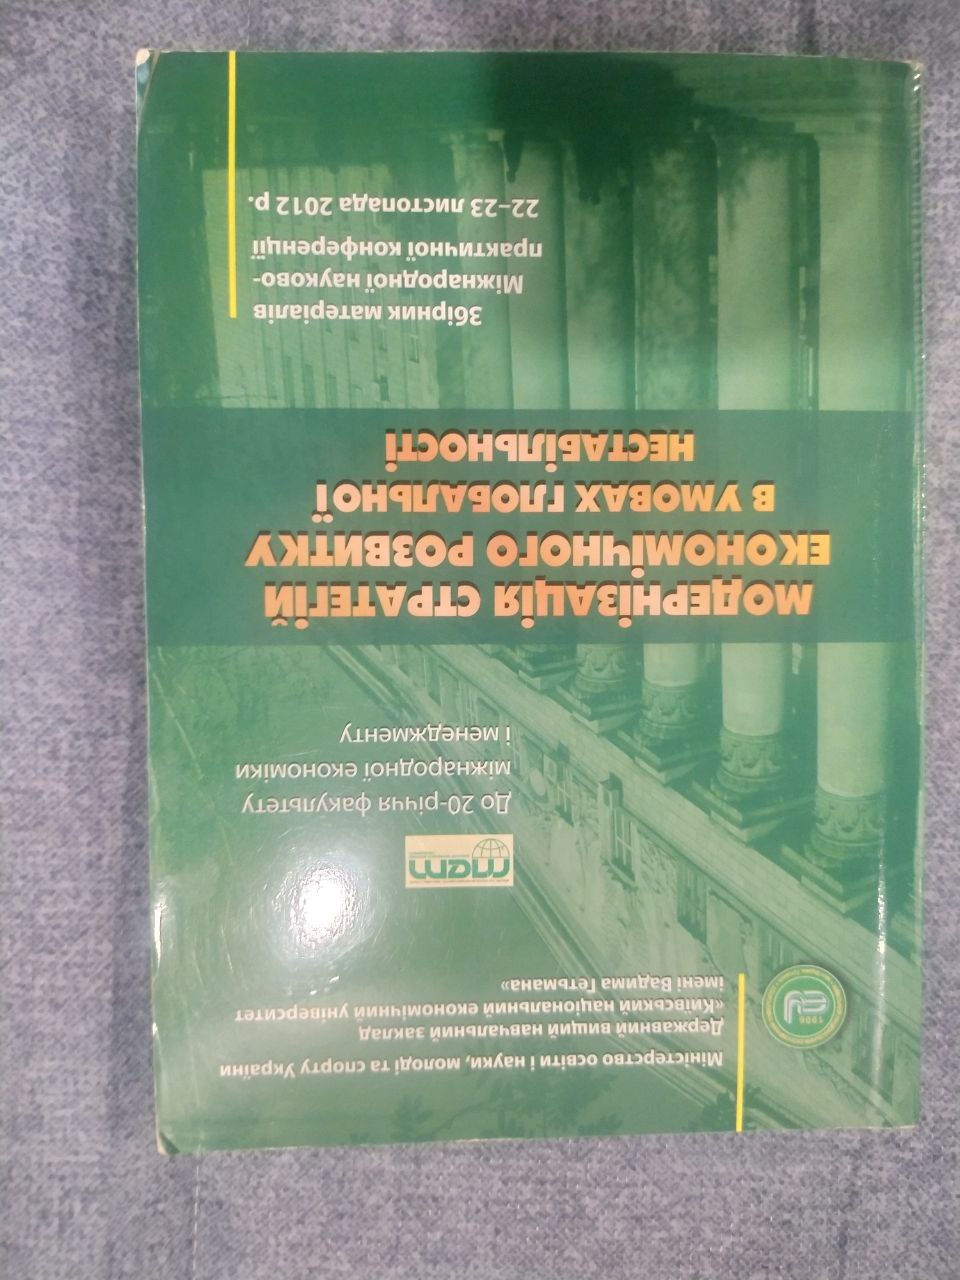 Міністерство освіти і науки, молоді та спорту України
Державний вищий навчальний заклад
«Київський національний економічний університет
імені Вадима Гетьмана»
1906
мет
До 20-річчя факультету
міжнародної економіки
і менеджменту
МОДЕРНІЗАЦІЯ СТРАТЕГІЙ
ЕКОНОМІЧНОГО РОЗВИТКУ
В УМОВАХ ГЛОБАЛЬНОЇ
НЕСТАБІЛЬНОСТІ
Збірник матеріалів
Міжнародної науково-
практичної конференції
22–23 листопада 2012 р.